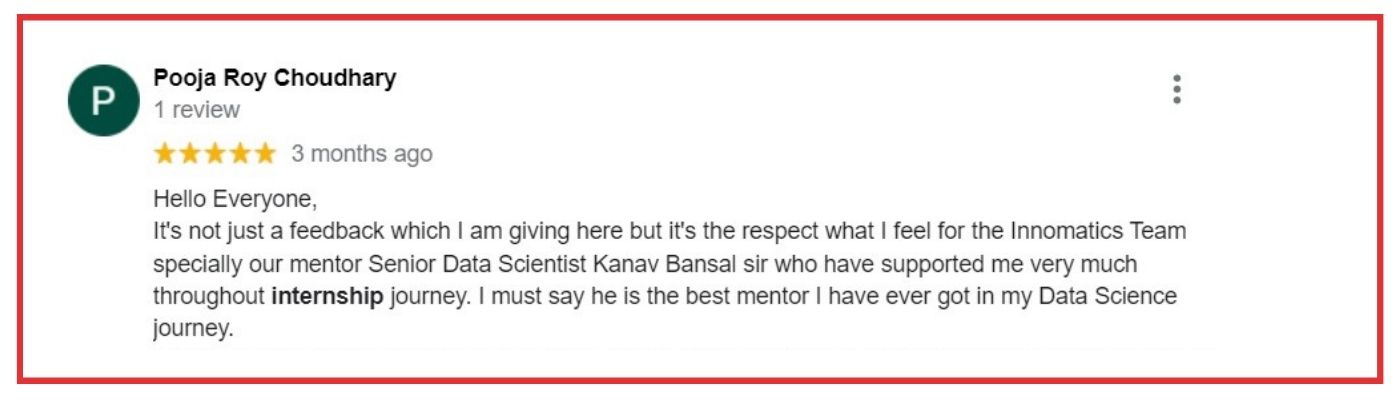 P
Pooja Roy Choudhary
1 review
3 months ago
Hello Everyone,
It's not just a feedback which I am giving here but it's the respect what I feel for the Innomatics Team
specially our mentor Senior Data Scientist Kanav Bansal sir who have supported me very much
throughout internship journey. I must say he is the best mentor I have ever got in my Data Science
journey.